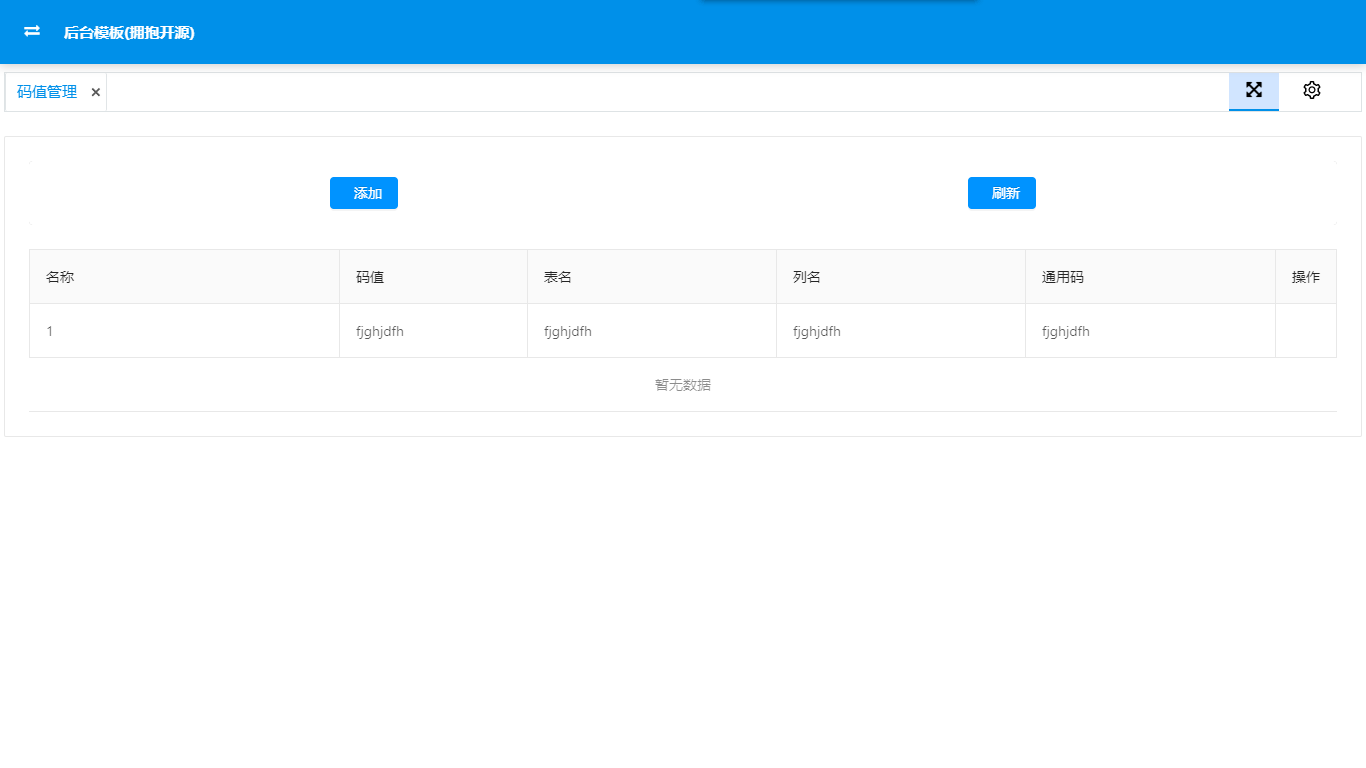 后台模板(拥抱开源)
码值管理
添加 刷新
名称 码值 表名 列名 通用码 操作
1 fjghjdfh fjghjdfh fjghjdfh fjghjdfh
暂无数据